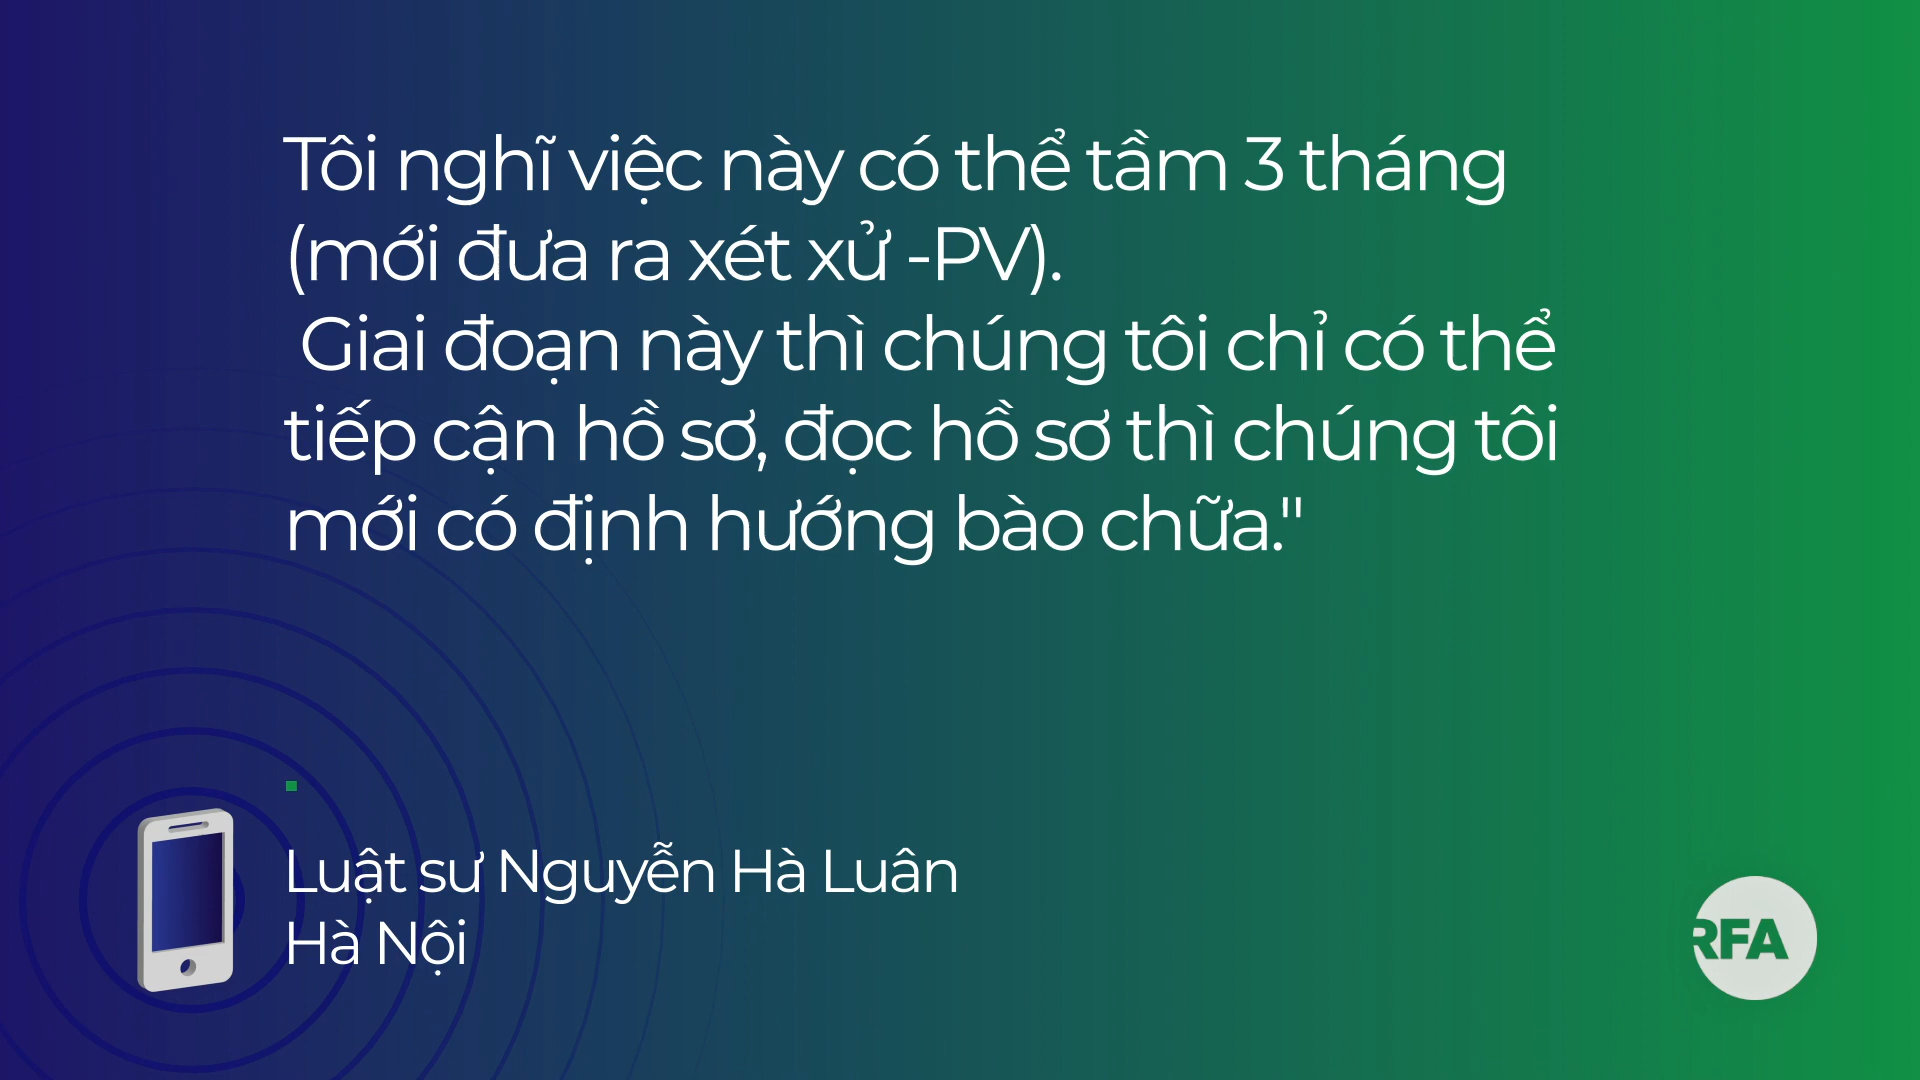 Tôi nghĩ việc này có thể tầm 3 tháng
(mới đưa ra xét xử -PV).
Giai đoạn này thì chúng tôi chỉ có thể
tiếp cận hồ sơ, đọc hồ sơ thì chúng tôi
mới có định hướng bào chữa."
Luật sư Nguyễn Hà Luân
Hà Nội
RFA